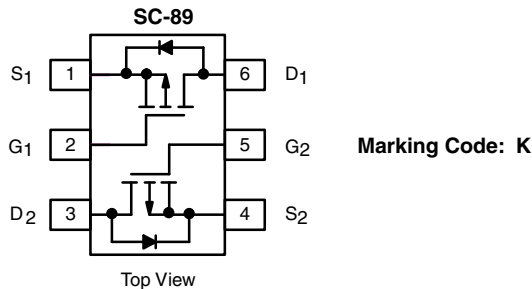 SC-89
S1 1 6 D1
G1 2 5 G2 Marking Code: K
D2 3 4 S2
Top View